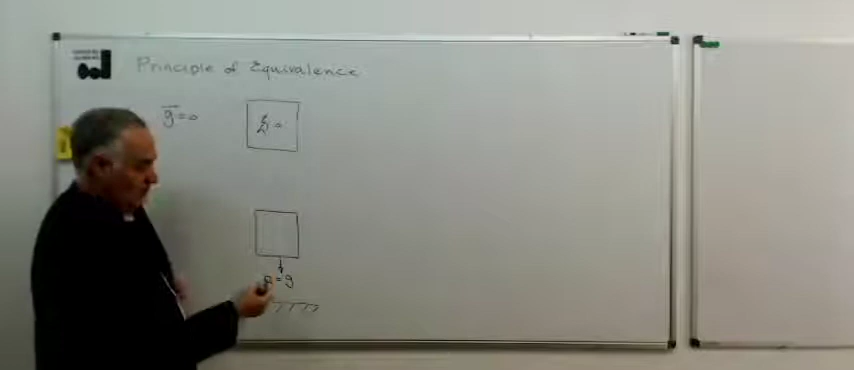 Principle of Equivalence
g = 0
a = g